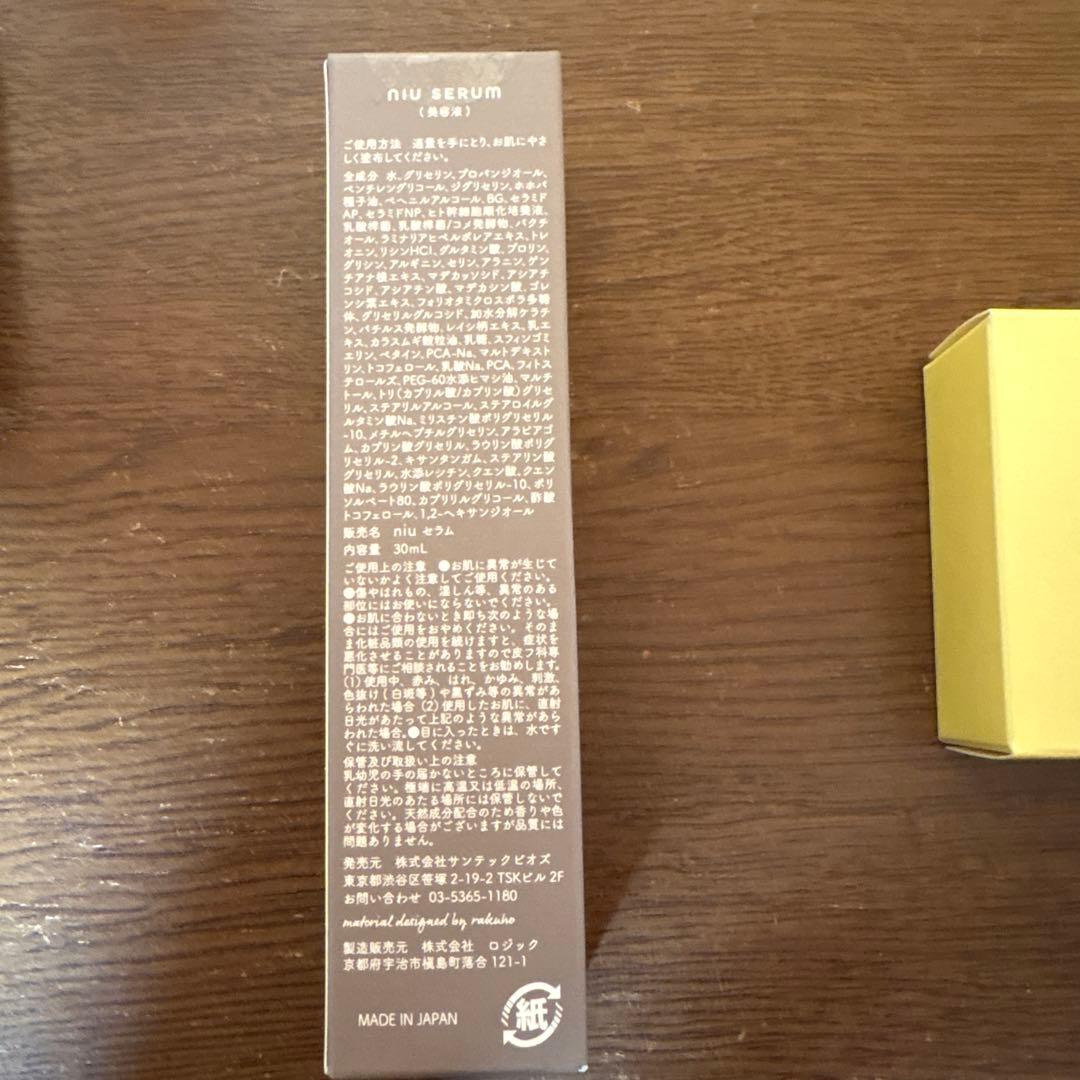 niu SERUM
(美容液)
ご使用方法 適量を手にとり、お肌にやさ
しく塗布してください。
全成分 水、グリセリン、プロパンジオール、
ペンチレングリコール、ジグリセリン、ホホバ
種子油、ベヘニルアルコール、BG、セラミド
AP、セラミドNP、ヒト幹細胞順化培養液、
乳酸桿菌、乳酸桿菌/コメ発酵物、バクチ
オール、ラミナリアヒペルボレアエキス、トレ
オニン、リシンHCl、グルタミン酸、プロリン、
グリシン、アルギニン、セリン、アラニン、ゲン
チアナ根エキス、マデカッソシド、アシアチ
コシド、アシアチン酸、マデカシン酸、ゴレ
ンシ葉エキス、フォリオタミクロスポラ多糖
体、グリセリルグルコシド、加水分解ケラチ
ン、バチルス発酵物、レイシ柄エキス、乳エ
キス、カラスムギ穀粒油、乳糖、スフィンゴミ
エリン、ベタイン、PCA-Na、マルトデキスト
リン、トコフェロール、乳酸Na、PCA、フィトス
テロールズ、PEG-60水添ヒマシ油、マルチ
トール、トリ(カプリル酸/カプリン酸)グリセ
リル、ステアリルアルコール、ステアロイルグ
ルタミン酸Na、ミリスチン酸ポリグリセリル
-10、メチルヘプチルグリセリン、アラビアゴ
ム、カプリン酸グリセリル、ラウリン酸ポリグ
リセリル-2、キサンタンガム、ステアリン酸
グリセリル、水添レシチン、クエン酸、クエン
酸Na、ラウリン酸ポリグリセリル-10、ポリ
ソルベート80、カプリリルグリコール、酢酸
トコフェロール、1,2-ヘキサンジオール
販売名 niu セラム
内容量 30mL
ご使用上の注意 ●お肌に異常が生じて
いないかよく注意してご使用ください。
●傷やはれもの、湿しん等、異常のある
部位にはお使いにならないでください。
●お肌に合わないとき即ち次のような場
合にはご使用をおやめください。そのま
ま化粧品類の使用を続けますと、症状を
悪化させることがありますので皮フ科専
門医等にご相談されることをお勧めします。
(1)使用中、赤み、はれ、かゆみ、刺激、
色抜け(白斑等)や黒ずみ等の異常があ
らわれた場合 (2)使用したお肌に、直射
日光があたって上記のような異常があら
われた場合。●目に入ったときは、水です
ぐに洗い流してください。
保管及び取扱い上の注意
乳幼児の手の届かないところに保管して
ください。極端に高温又は低温の場所、
直射日光のあたる場所には保管しないで
ください。天然成分配合のため香りや色
が変化する場合がございますが品質には
問題ありません。
発売元 株式会社サンテックビオズ
東京都渋谷区笹塚2-19-2 TSKビル 2F
お問い合わせ 03-5365-1180
material designed by rakuho
製造販売元 株式会社 ロジック
京都府宇治市槇島町落合 121-1
MADE IN JAPAN
紙